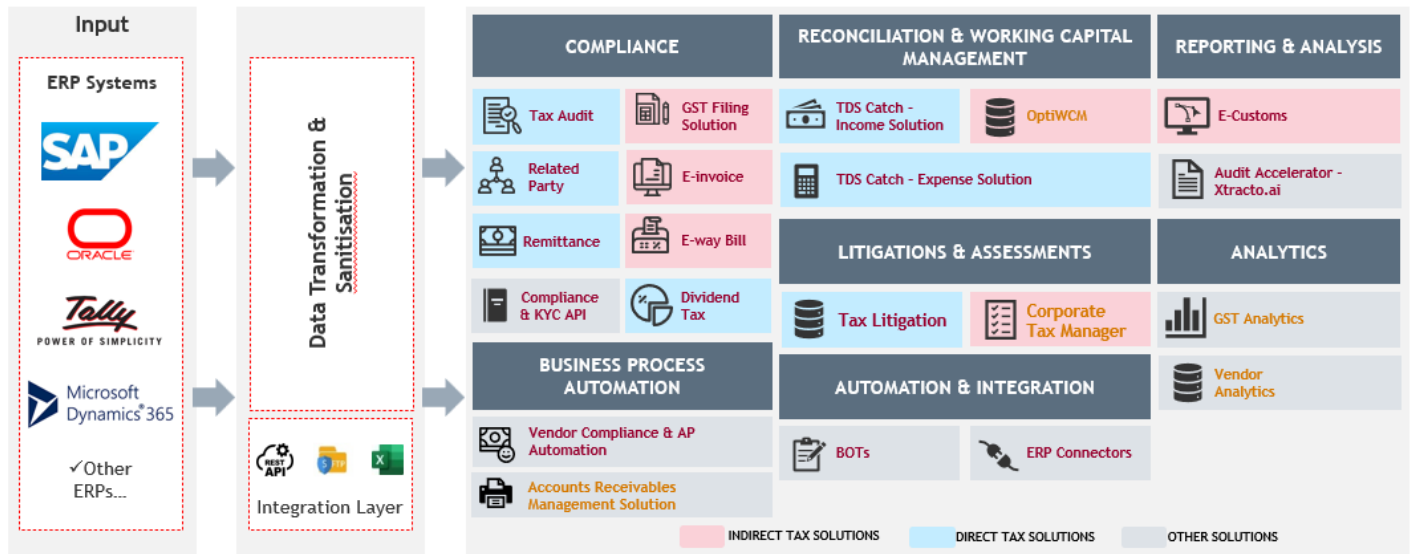 Input
ERP Systems
SAP
ORACLE
Tally
POWER OF SIMPLICITY
Microsoft
Dynamics® 365
✓Other
ERPs...
Data Transformation &
Sanitisation
REST
API
S FTP
X
Integration Layer
COMPLIANCE
Tax Audit
GST Filing
Solution
Related
Party
E-invoice
Remittance
E-way Bill
Compliance
& KYC API
Dividend
Tax
BUSINESS PROCESS
AUTOMATION
Vendor Compliance & AP
Automation
Accounts Receivables
Management Solution
RECONCILIATION & WORKING CAPITAL
MANAGEMENT
TDS Catch -
Income Solution
OptiWCM
TDS Catch - Expense Solution
LITIGATIONS & ASSESSMENTS
Tax Litigation
Corporate
Tax Manager
AUTOMATION & INTEGRATION
BOTs
ERP Connectors
REPORTING & ANALYSIS
E-Customs
Audit Accelerator -
Xtracto.ai
ANALYTICS
GST Analytics
Vendor
Analytics
INDIRECT TAX SOLUTIONS
DIRECT TAX SOLUTIONS
OTHER SOLUTIONS